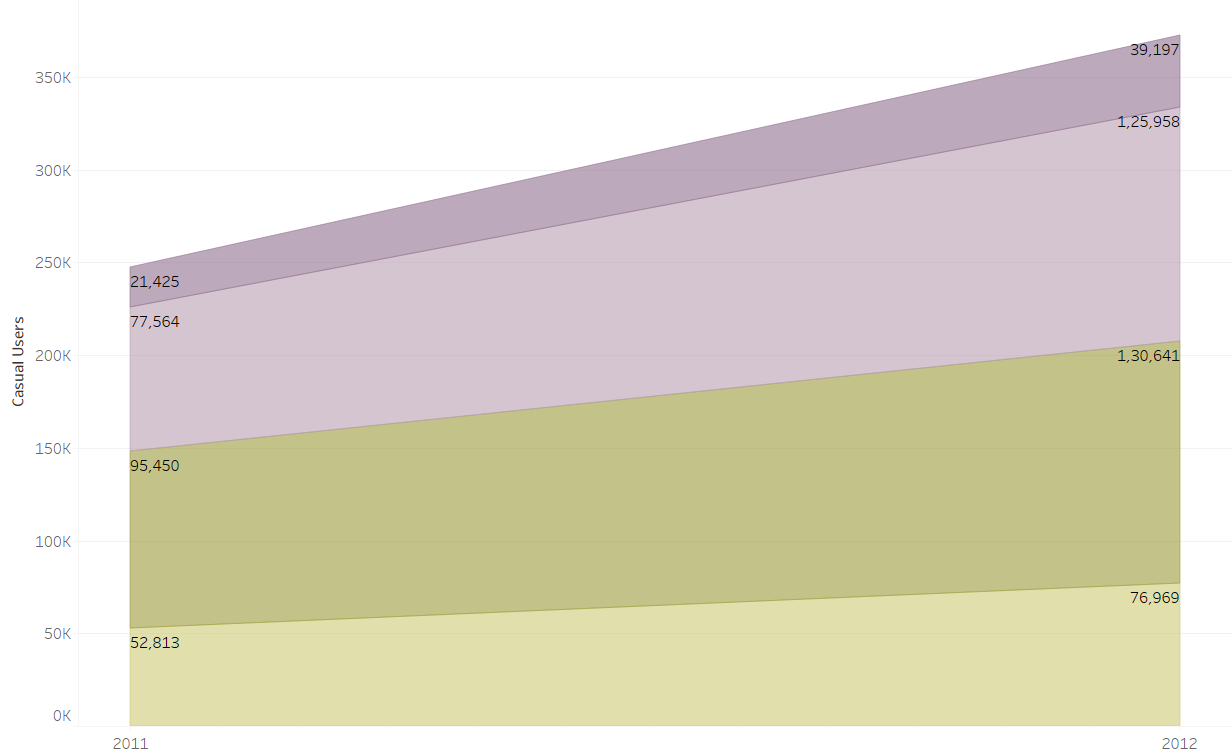 39,197
350K
1,25,958
300K
250K
21,425
77,564
Casual Users
200K
1,30,641
150K
95,450
100K
76,969
50K
52,813
0K
2011
2012